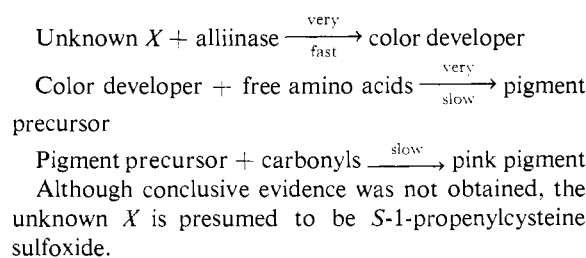 very
Unknown X + alliinase ⟶ color developer
fast
very
Color developer + free amino acids ⟶ pigment
slow
precursor
slow
Pigment precursor + carbonyls ⟶ pink pigment
Although conclusive evidence was not obtained, the
unknown X is presumed to be S-1-propenylcysteine
sulfoxide.